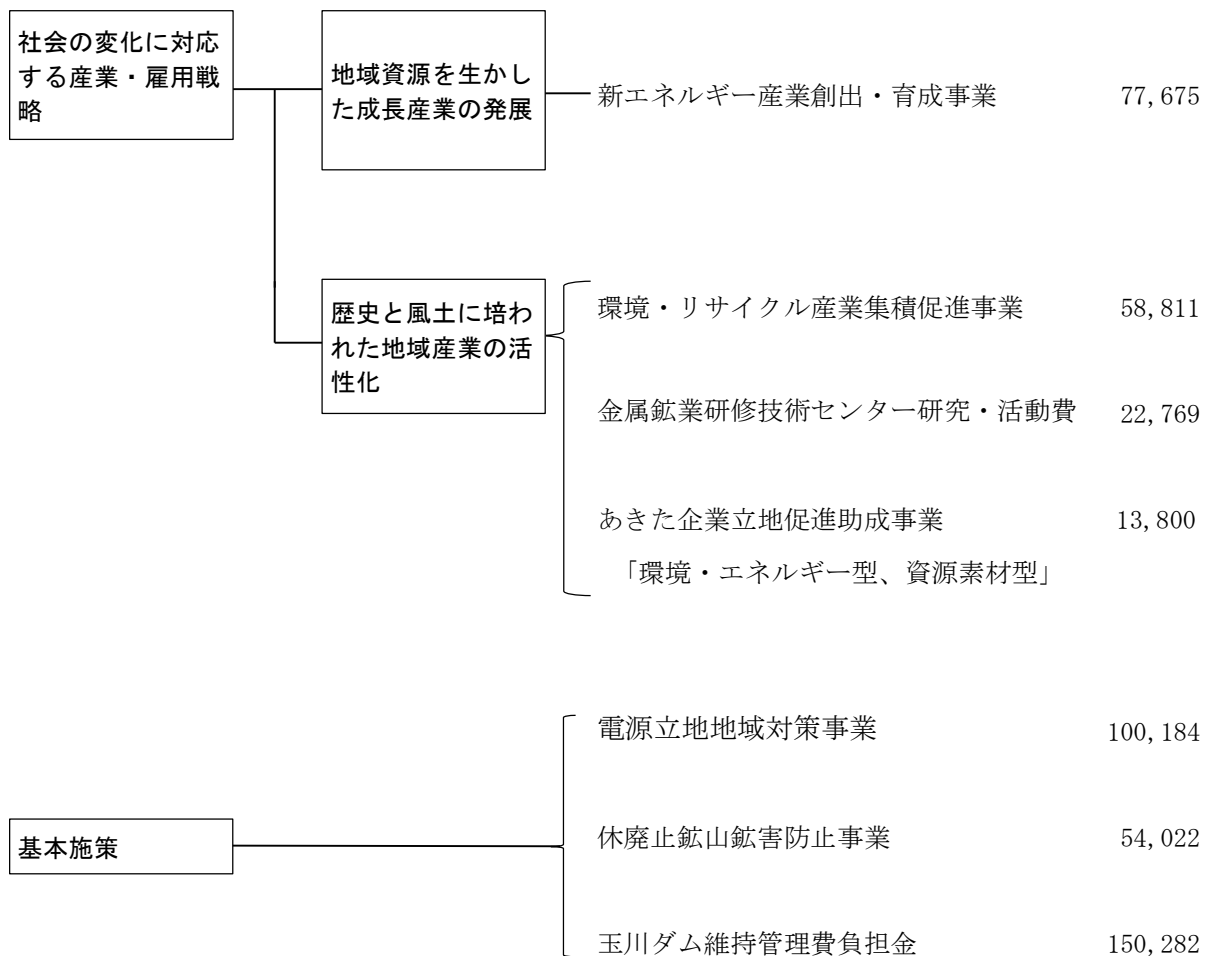 社会の変化に対応
する産業・雇用戦
略
地域資源を生かし
た成長産業の発展
新エネルギー産業創出・育成事業 77,675
歴史と風土に培わ
れた地域産業の活
性化
環境・リサイクル産業集積促進事業 58,811
金属鉱業研修技術センター研究・活動費 22,769
あきた企業立地促進助成事業 13,800
「環境・エネルギー型、資源素材型」
基本施策
電源立地地域対策事業 100,184
休廃止鉱山鉱害防止事業 54,022
玉川ダム維持管理費負担金 150,282